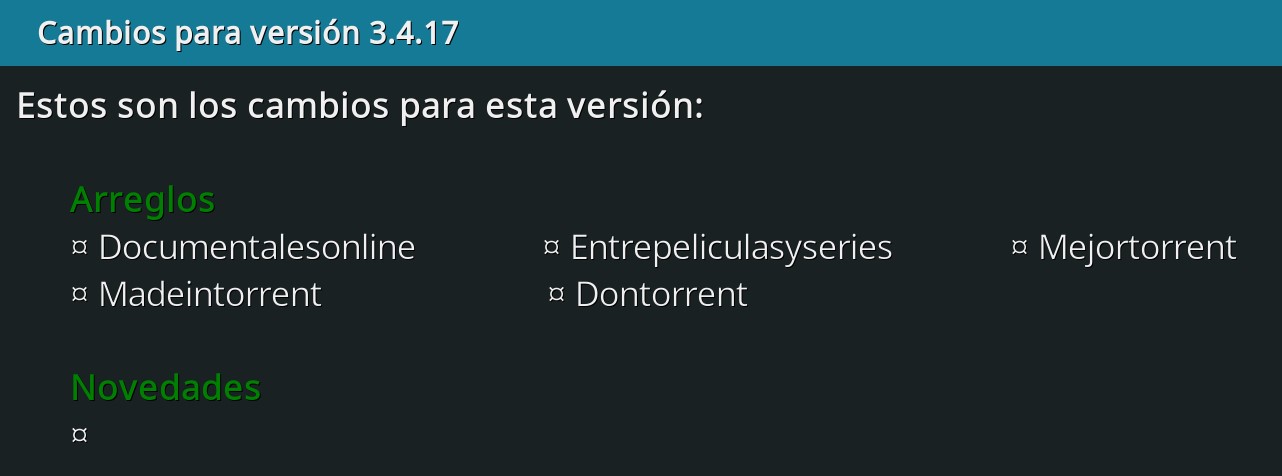 Cambios para versión 3.4.17
Estos son los cambios para esta versión:
Arreglos
¤ Documentalesonline ¤ Entrepeliculasyseries ¤ Mejortorrent
¤ Madeintorrent ¤ Dontorrent
Novedades
¤